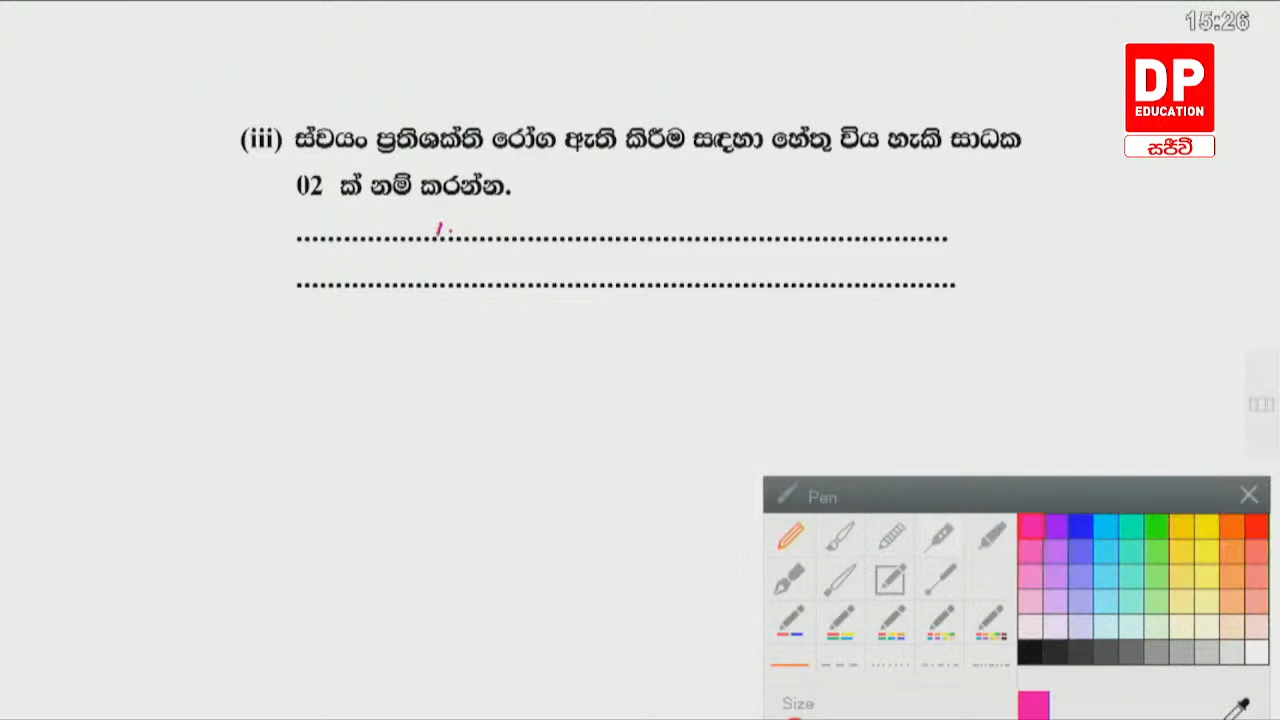 15:26
DP
EDUCATION
සජීවී
(iii) ස්වයං ප්‍රතිශක්ති රෝග ඇති කිරීම සඳහා හේතු විය හැකි සාධක
02 ක් නම් කරන්න.
Pen
Size